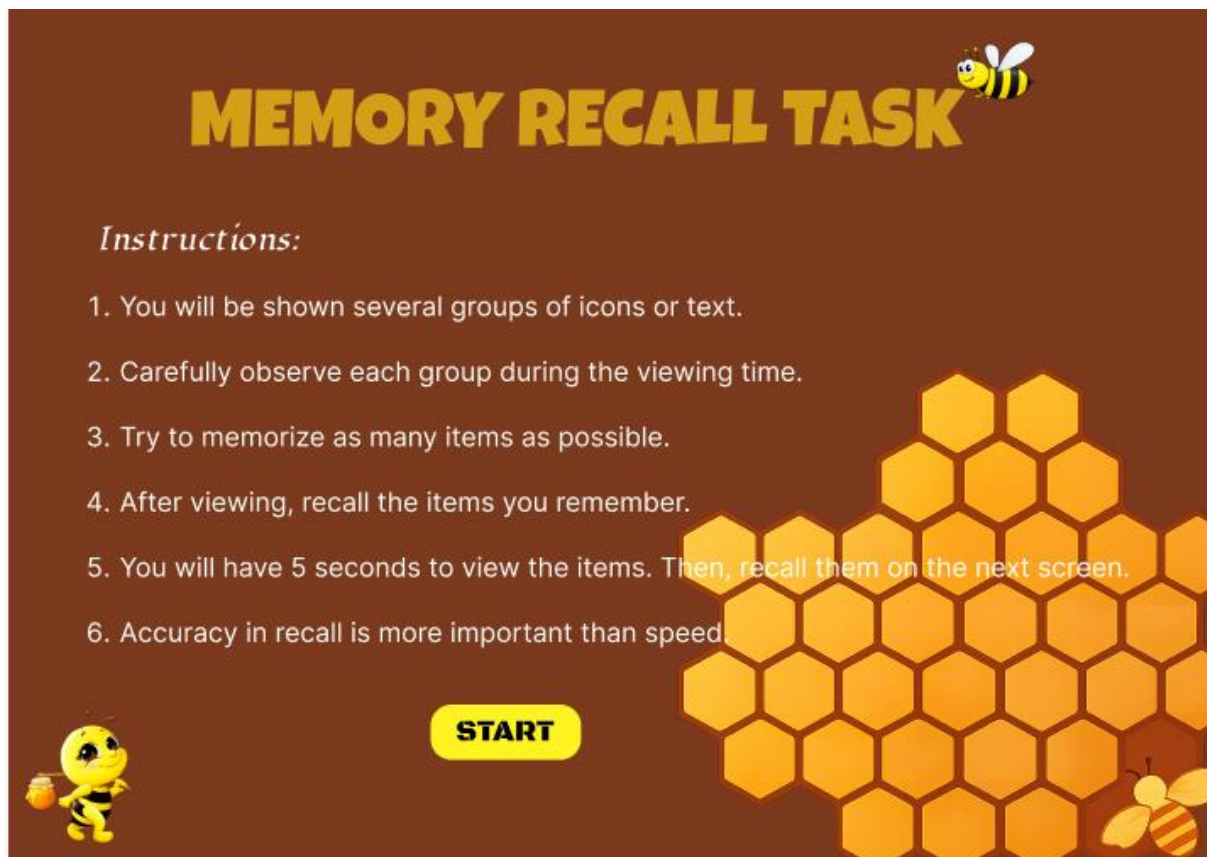 MEMORY RECALL TASK
Instructions:
1. You will be shown several groups of icons or text.
2. Carefully observe each group during the viewing time.
3. Try to memorize as many items as possible.
4. After viewing, recall the items you remember.
5. You will have 5 seconds to view the items. Then, recall them on the next screen.
6. Accuracy in recall is more important than speed.
START